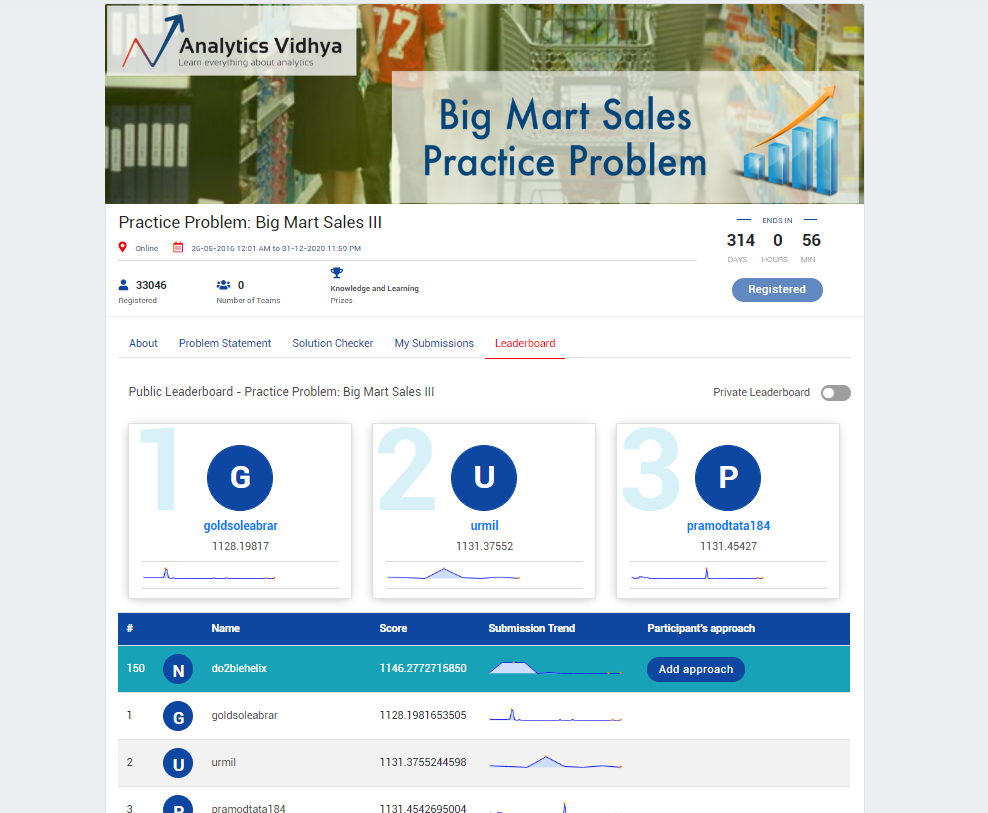 77
Analytics Vidhya
Learn everything about analytics
Big Mart Sales
Practice Problem
Practice Problem: Big Mart Sales III
ENDS IN
Online 26-05-2016 12:01 AM to 31-12-2020 11:59 PM
314 0 56
DAYS HOURS MIN
33046 0 Knowledge and Learning
Registered Number of Teams Prizes
Registered
About Problem Statement Solution Checker My Submissions Leaderboard
Public Leaderboard - Practice Problem: Big Mart Sales III Private Leaderboard
1 G
goldsoleabrar
1128.19817
2 U
urmil
1131.37552
3 P
pramodtata184
1131.45427
# Name Score Submission Trend Participant's approach
150 N do2blehelix 1146.2772715850 Add approach
1 G goldsoleabrar 1128.1981653505
2 U urmil 1131.3755244598
3 P pramodtata184 1131.4542695004